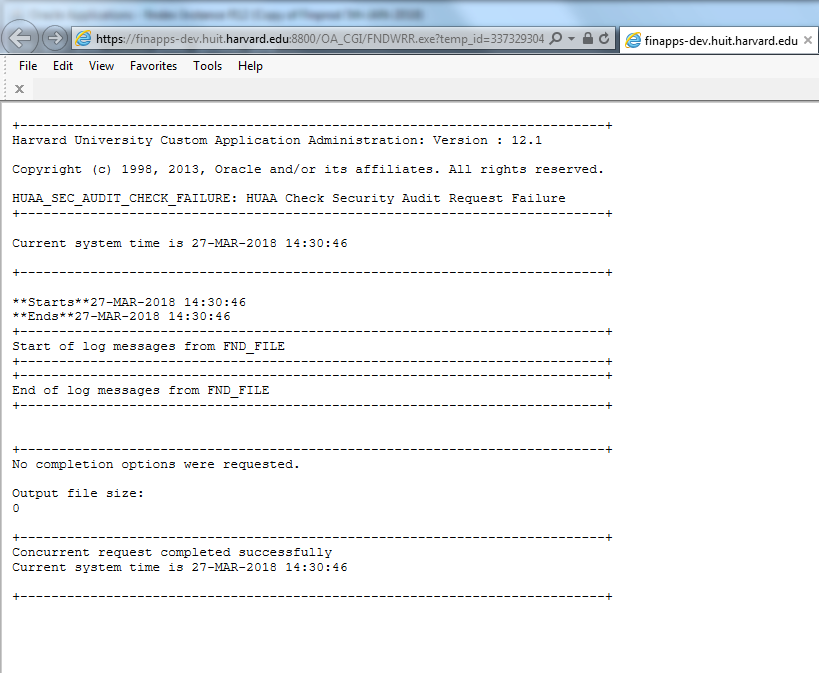 https://finapps-dev.huit.harvard.edu:8800/OA_CGI/FNDWRR.exe?temp_id=337329304
finapps-dev.huit.harvard.edu
File Edit View Favorites Tools Help
x
+---------------------------------------------------------------------------+
Harvard University Custom Application Administration: Version : 12.1
Copyright (c) 1998, 2013, Oracle and/or its affiliates. All rights reserved.
HUAA_SEC_AUDIT_CHECK_FAILURE: HUAA Check Security Audit Request Failure
+---------------------------------------------------------------------------+
Current system time is 27-MAR-2018 14:30:46
+---------------------------------------------------------------------------+
**Starts**27-MAR-2018 14:30:46
**Ends**27-MAR-2018 14:30:46
+---------------------------------------------------------------------------+
Start of log messages from FND_FILE
+---------------------------------------------------------------------------+
+---------------------------------------------------------------------------+
End of log messages from FND_FILE
+---------------------------------------------------------------------------+
+---------------------------------------------------------------------------+
No completion options were requested.
Output file size:
0
+---------------------------------------------------------------------------+
Concurrent request completed successfully
Current system time is 27-MAR-2018 14:30:46
+---------------------------------------------------------------------------+